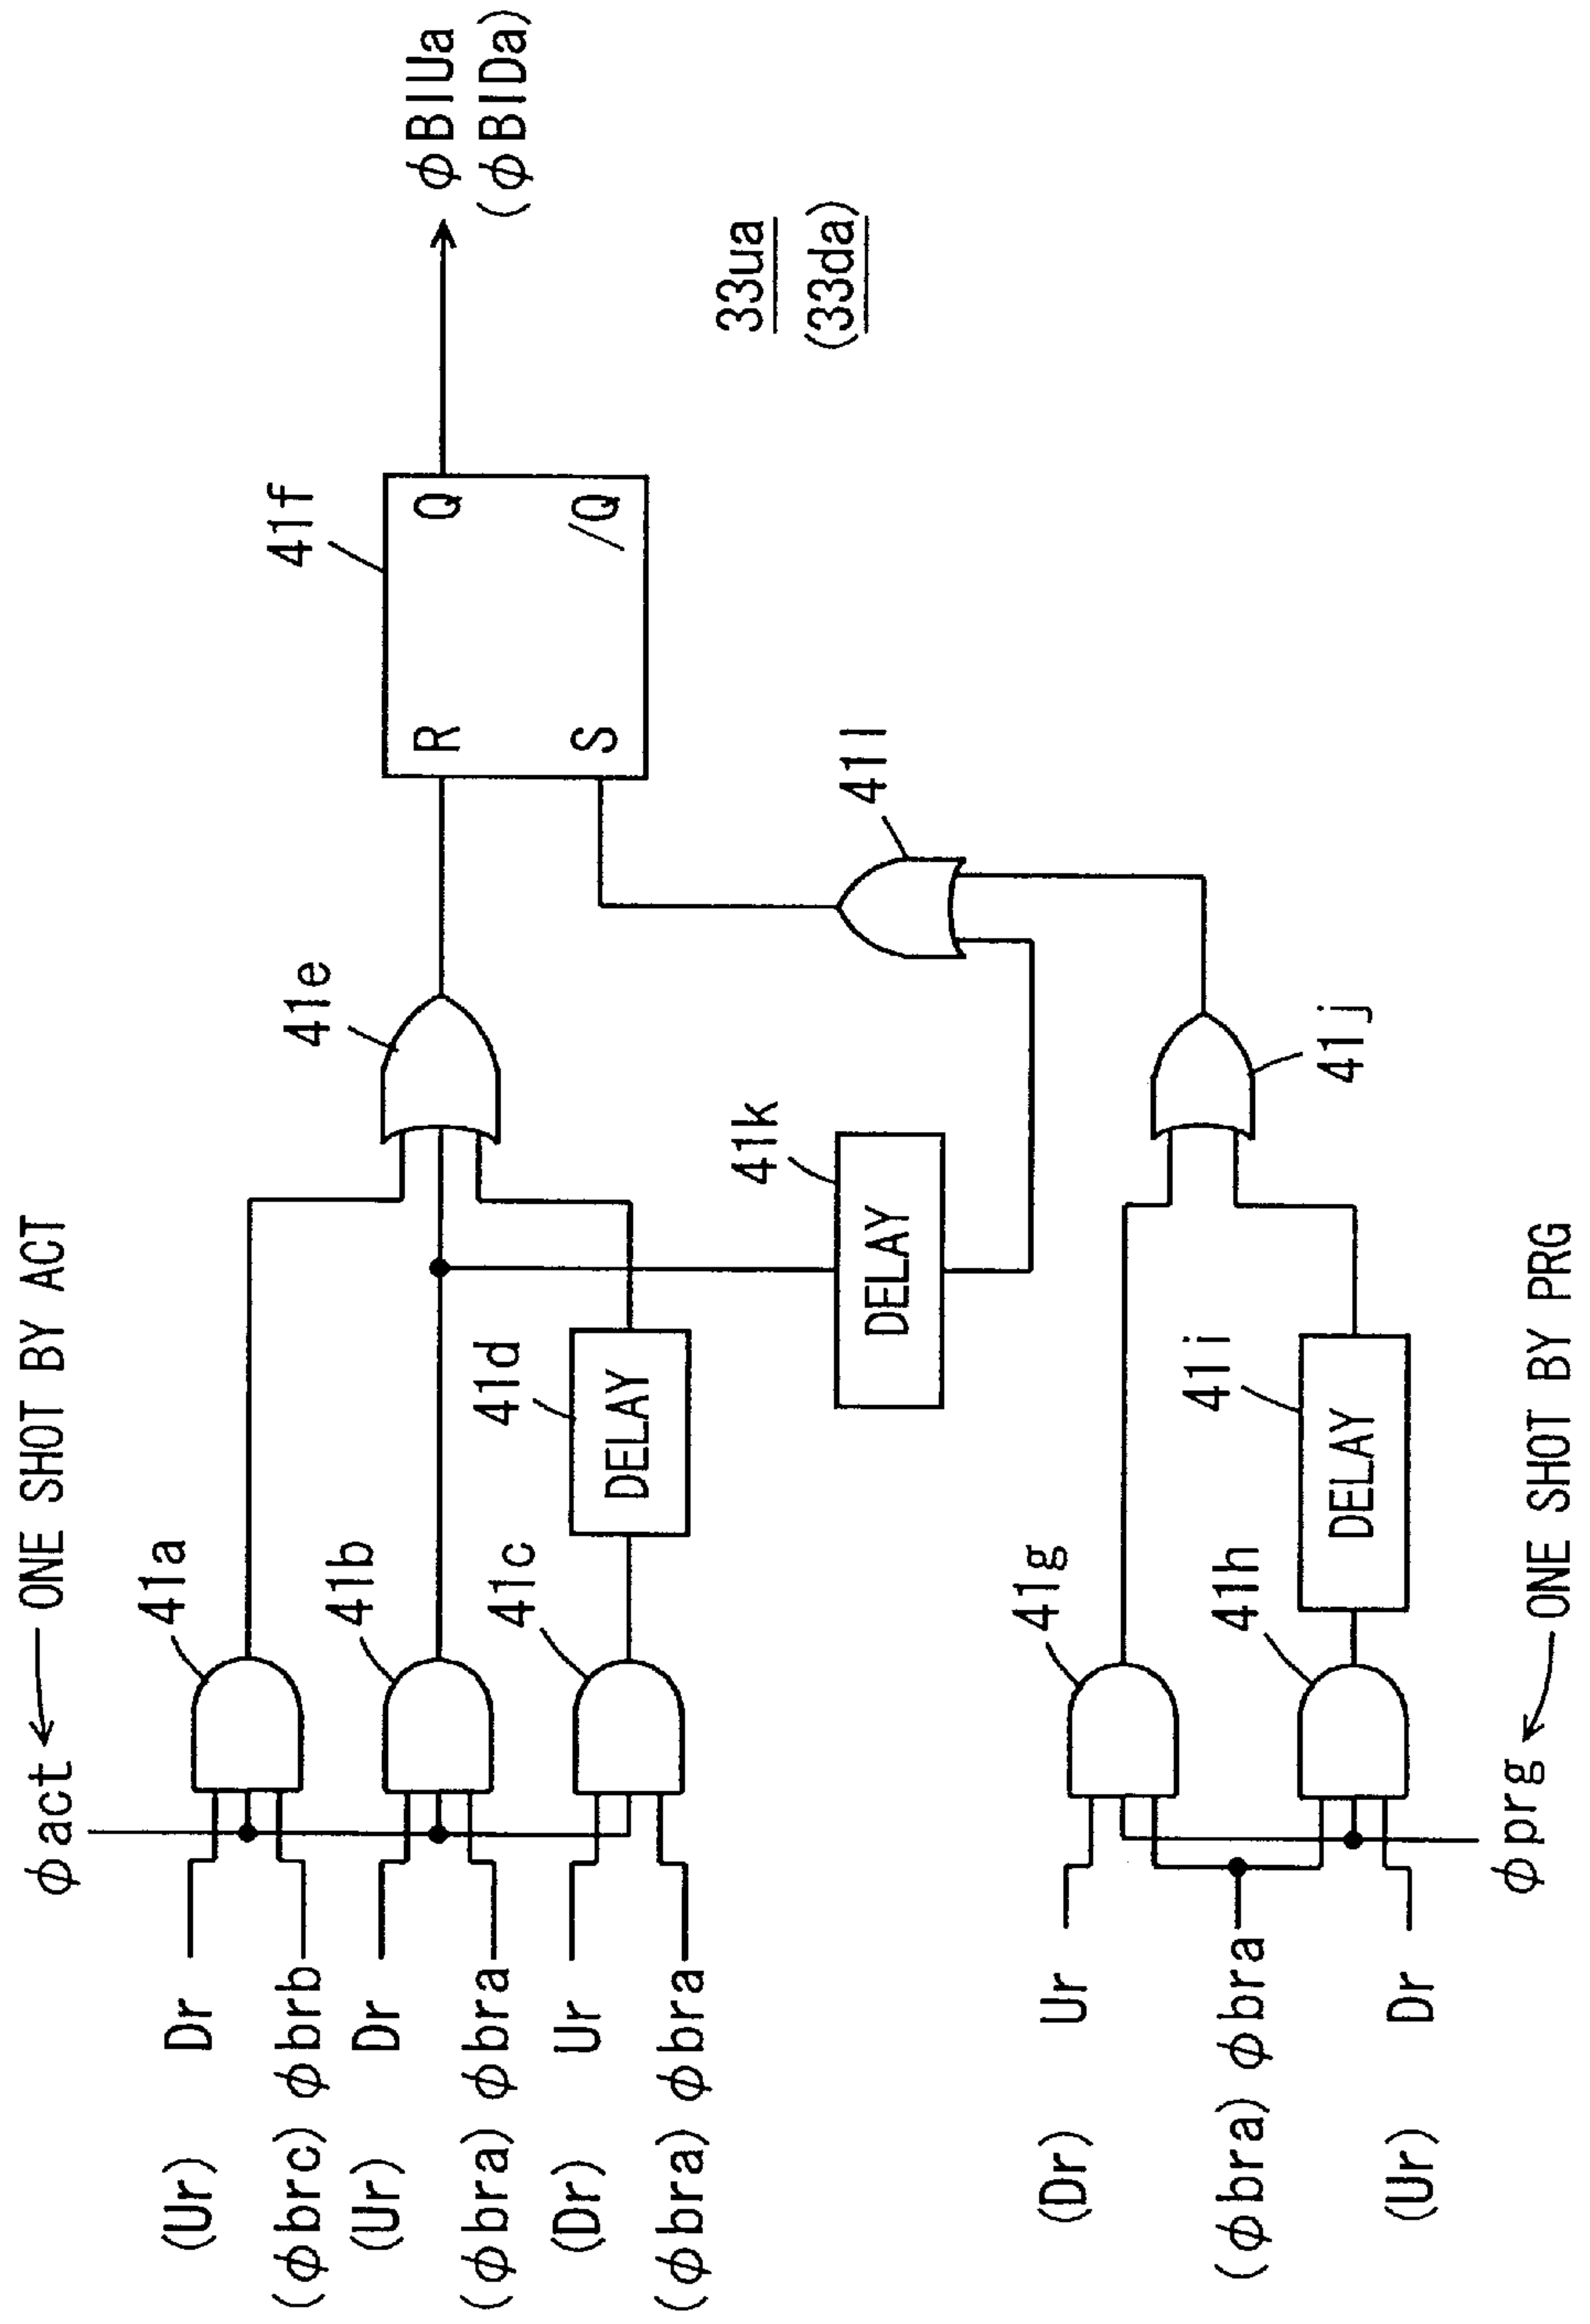 φact ← ONE SHOT BY ACT
(Ur) Dr
41a
(φbrc) φbrb
(Ur) Dr
41b
(φbra) φbra
(Dr) Ur
41c
(φbra) φbra
41d
DELAY
41e
41f
R Q
S /Q
φBIUa
(φBIDa)
33ua
(33da)
41k
DELAY
41l
(Dr) Ur
41g
(φbra) φbra
41h
(Ur) Dr
41i
DELAY
41j
φprg ← ONE SHOT BY PRG